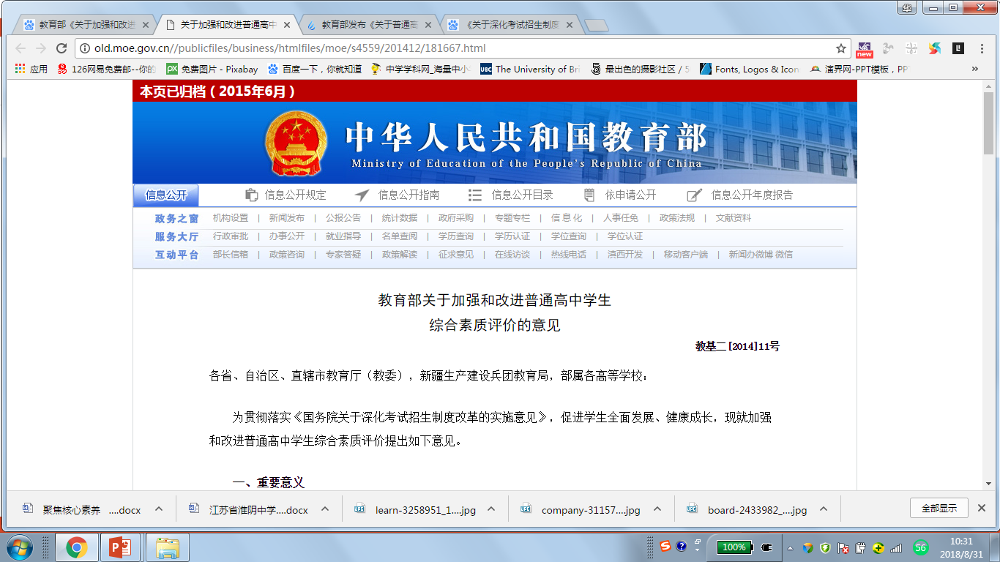 华
教育部《关于加强和改进
关于加强和改进普通高中
教育部发布《关于普通高
《关于深化考试招生制度
old.moe.gov.cn//publicfiles/business/htmlfiles/moe/s4559/201412/181667.html
new
应用 126网易免费邮--你的 免费图片 - Pixabay 百度一下，你就知道 中学学科网_海量中小 The University of Bri 最出色的摄影社区 / 5 Fonts, Logos & Icon 演界网-PPT模板，PP
本页已归档（2015年6月）
中华人民共和国教育部
Ministry of Education of the People's Republic of China
信息公开 信息公开规定 信息公开指南 信息公开目录 依申请公开 信息公开年度报告
政务之窗 机构设置 | 新闻发布 | 公报公告 | 统计数据 | 政府采购 | 专题专栏 | 信息化 | 人事任免 | 政策法规 | 文献资料
服务大厅 行政审批 | 办事公开 | 就业指导 | 名单查阅 | 学历查询 | 学历认证 | 学位查询 | 学位认证
互动平台 部长信箱 | 政策咨询 | 专家答疑 | 政策解读 | 征求意见 | 在线访谈 | 热线电话 | 滇西开发 | 移动客户端 | 新闻办微博 微信
教育部关于加强和改进普通高中学生
综合素质评价的意见
教基二[2014]11号
各省、自治区、直辖市教育厅（教委），新疆生产建设兵团教育局，部属各高等学校：
为贯彻落实《国务院关于深化考试招生制度改革的实施意见》，促进学生全面发展、健康成长，现就加强
和改进普通高中学生综合素质评价提出如下意见。
一、重要意义
聚焦核心素养 ....docx 江苏省淮阴中学....docx learn-3258951_1....jpg company-31157....jpg board-2433982_....jpg 全部显示
100%
56
10:31
2018/8/31